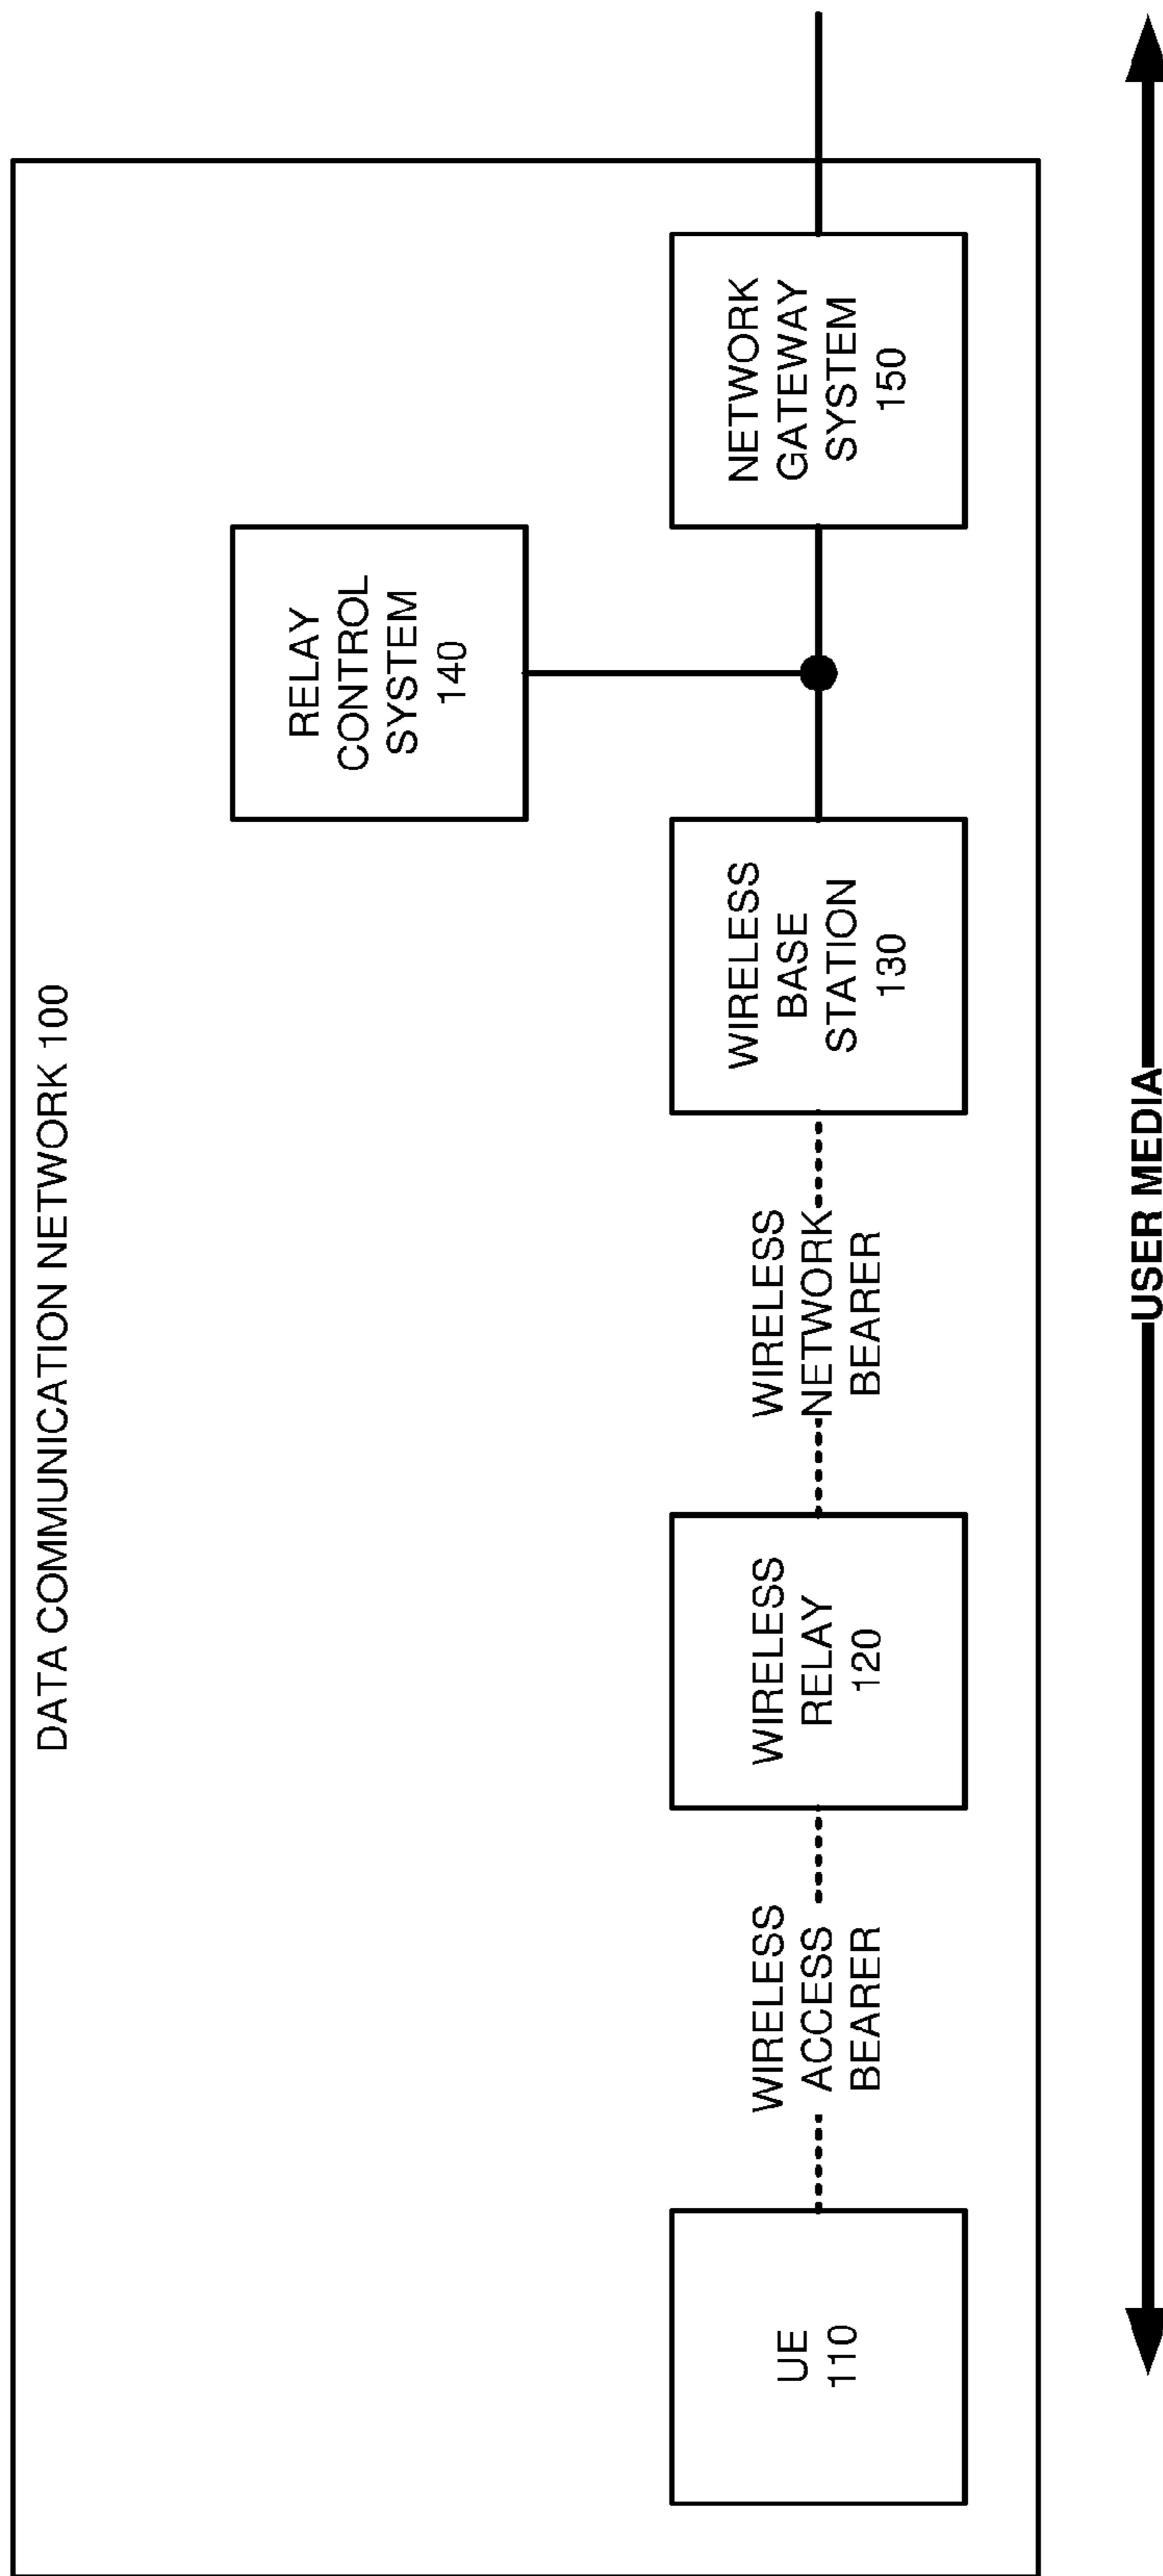 DATA COMMUNICATION NETWORK 100
RELAY
CONTROL
SYSTEM
140
UE
110
WIRELESS
ACCESS
BEARER
WIRELESS
RELAY
120
WIRELESS
NETWORK
BEARER
WIRELESS
BASE
STATION
130
NETWORK
GATEWAY
SYSTEM
150
USER MEDIA